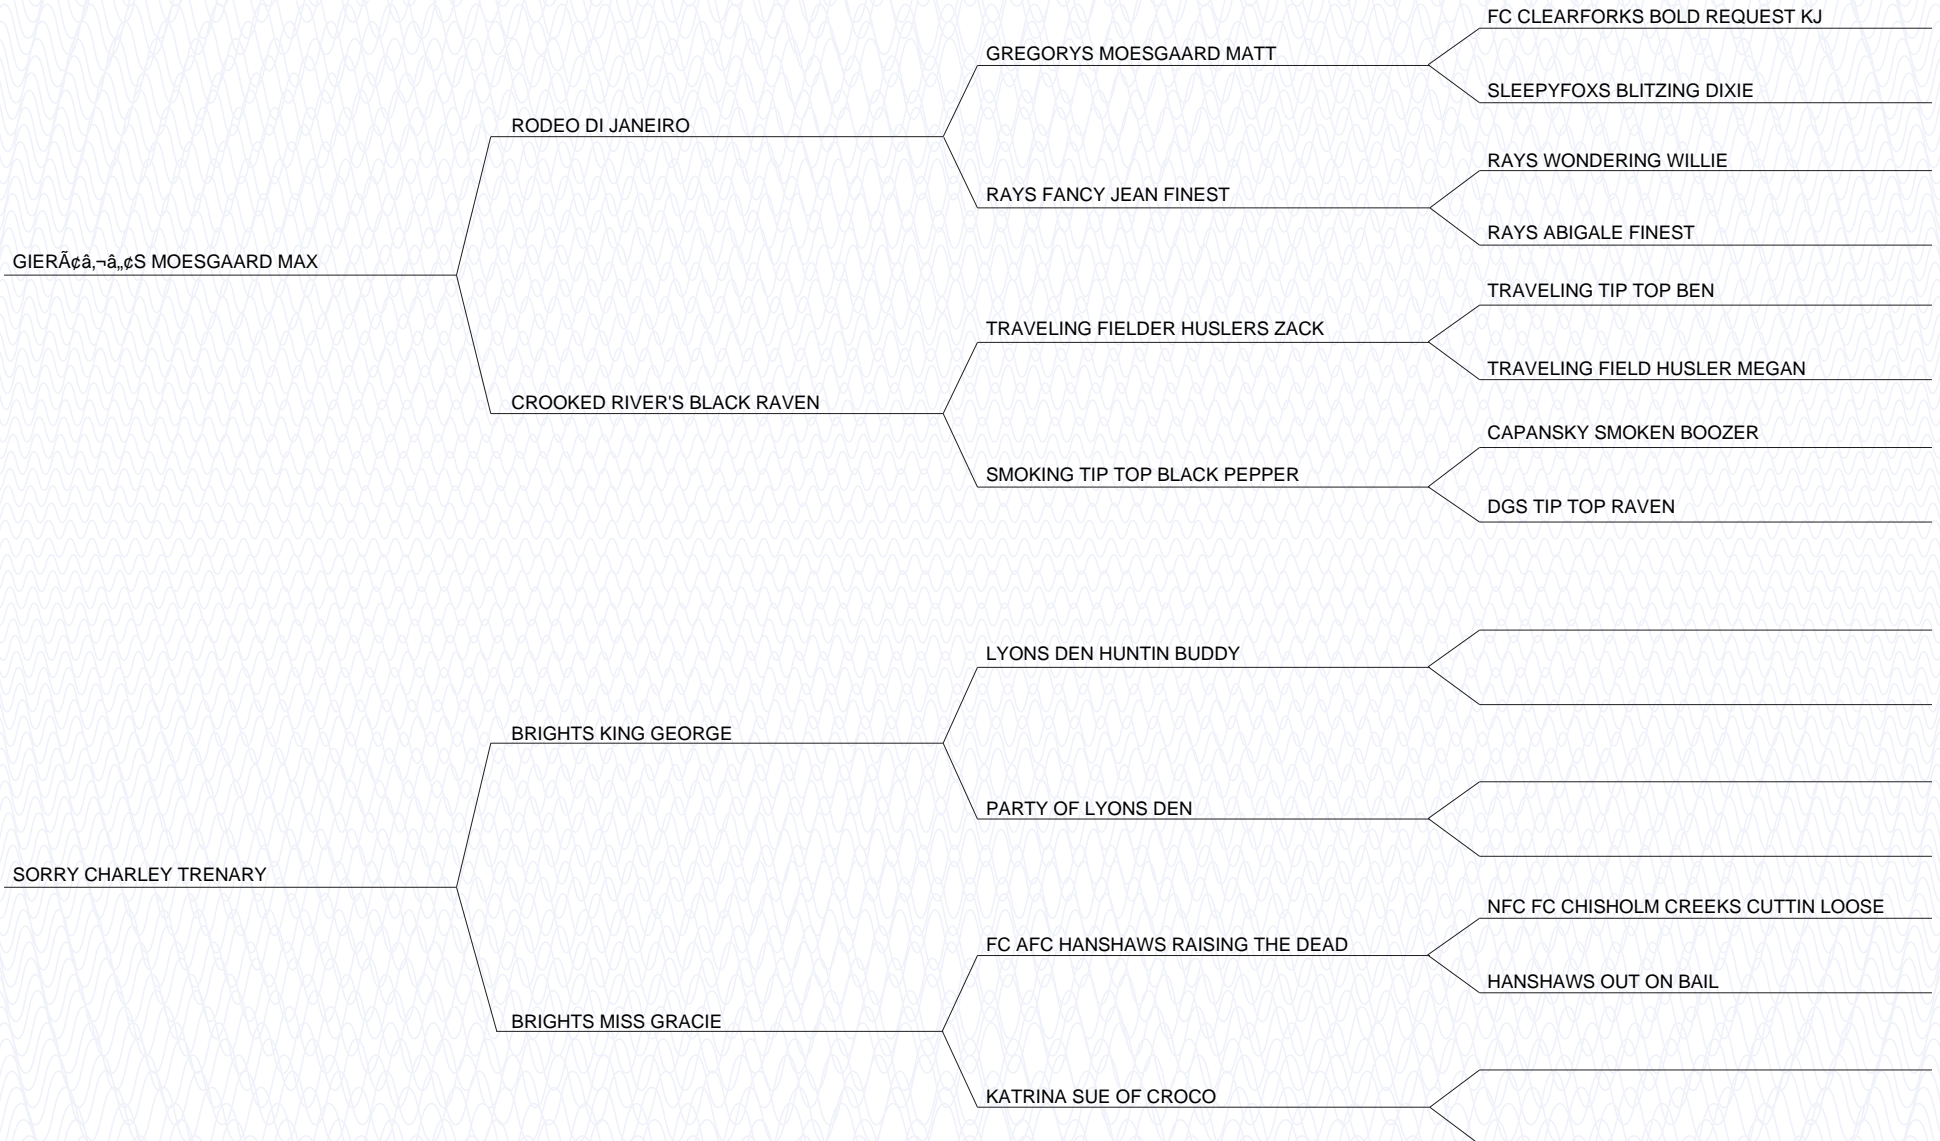 FC CLEARFORKS BOLD REQUEST KJ
GREGORYS MOESGAARD MATT
SLEEPYFOXS BLITZING DIXIE
RODEO DI JANEIRO
RAYS WONDERING WILLIE
RAYS FANCY JEAN FINEST
RAYS ABIGALE FINEST
GIERÃ¢â‚¬â„¢S MOESGAARD MAX
TRAVELING TIP TOP BEN
TRAVELING FIELDER HUSLERS ZACK
TRAVELING FIELD HUSLER MEGAN
CROOKED RIVER'S BLACK RAVEN
CAPANSKY SMOKEN BOOZER
SMOKING TIP TOP BLACK PEPPER
DGS TIP TOP RAVEN
LYONS DEN HUNTIN BUDDY
BRIGHTS KING GEORGE
PARTY OF LYONS DEN
SORRY CHARLEY TRENARY
NFC FC CHISHOLM CREEKS CUTTIN LOOSE
FC AFC HANSHAWS RAISING THE DEAD
HANSHAWS OUT ON BAIL
BRIGHTS MISS GRACIE
KATRINA SUE OF CROCO